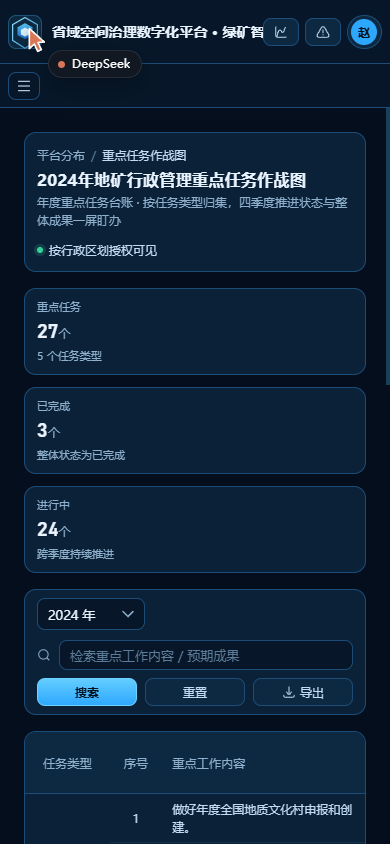 省域空间治理数字化平台 • 绿矿智
赵
DeepSeek
平台分布 / 重点任务作战图
2024年地矿行政管理重点任务作战图
年度重点任务台账 · 按任务类型归集，四季度推进状态与整
体成果一屏盯办
按行政区划授权可见
重点任务
27个
5 个任务类型
已完成
3个
整体状态为已完成
进行中
24个
跨季度持续推进
2024 年
检索重点工作内容 / 预期成果
搜索 重置 导出
任务类型 序号 重点工作内容
1 做好年度全国地质文化村申报和创
建。